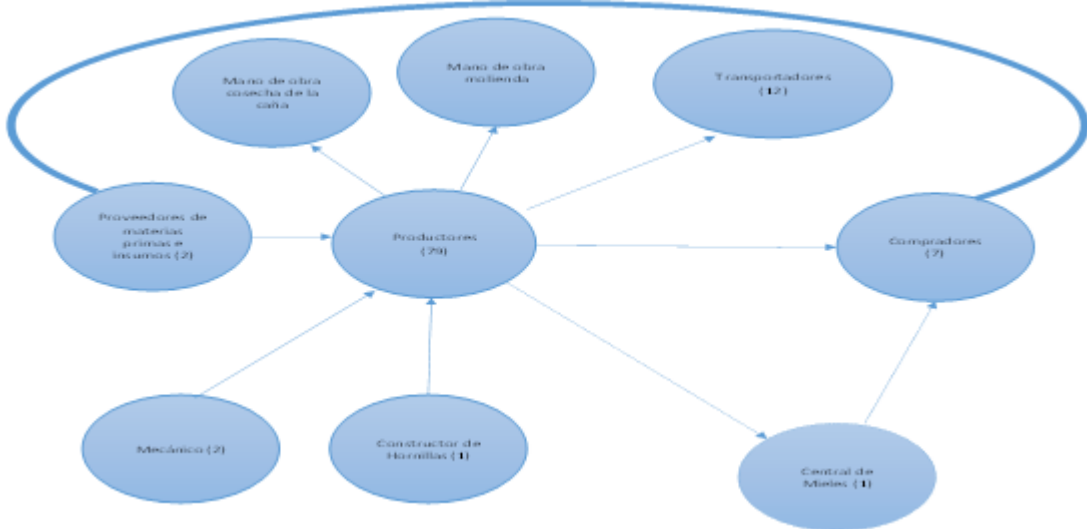 Mano de obra
cosecha de la
caña
Mano de obra
molienda
Transportadores
(12)
Proveedores de
materias
primas e
insumos (2)
Productores
(79)
Compradores
(7)
Mecánico (2)
Constructor de
Hornillas (1)
Central de
Mieles (1)